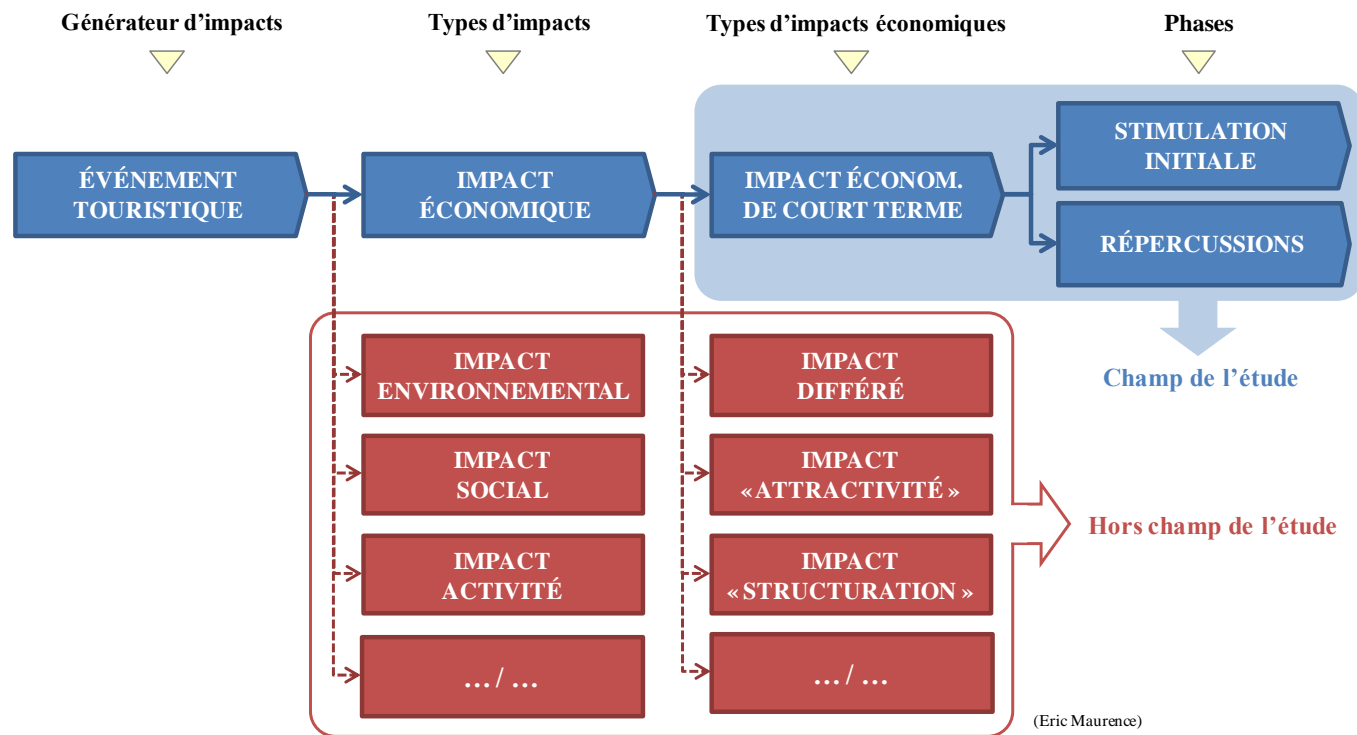 Générateur d’impacts
Types d’impacts
Types d’impacts économiques
Phases
ÉVÉNEMENT
TOURISTIQUE
IMPACT
ÉCONOMIQUE
IMPACT ÉCONOM.
DE COURT TERME
STIMULATION
INITIALE
RÉPERCUSSIONS
Champ de l’étude
IMPACT
ENVIRONNEMENTAL
IMPACT
DIFFÉRÉ
IMPACT
SOCIAL
IMPACT
« ATTRACTIVITÉ »
Hors champ de l’étude
IMPACT
ACTIVITÉ
IMPACT
« STRUCTURATION »
… / …
… / …
(Eric Maurence)